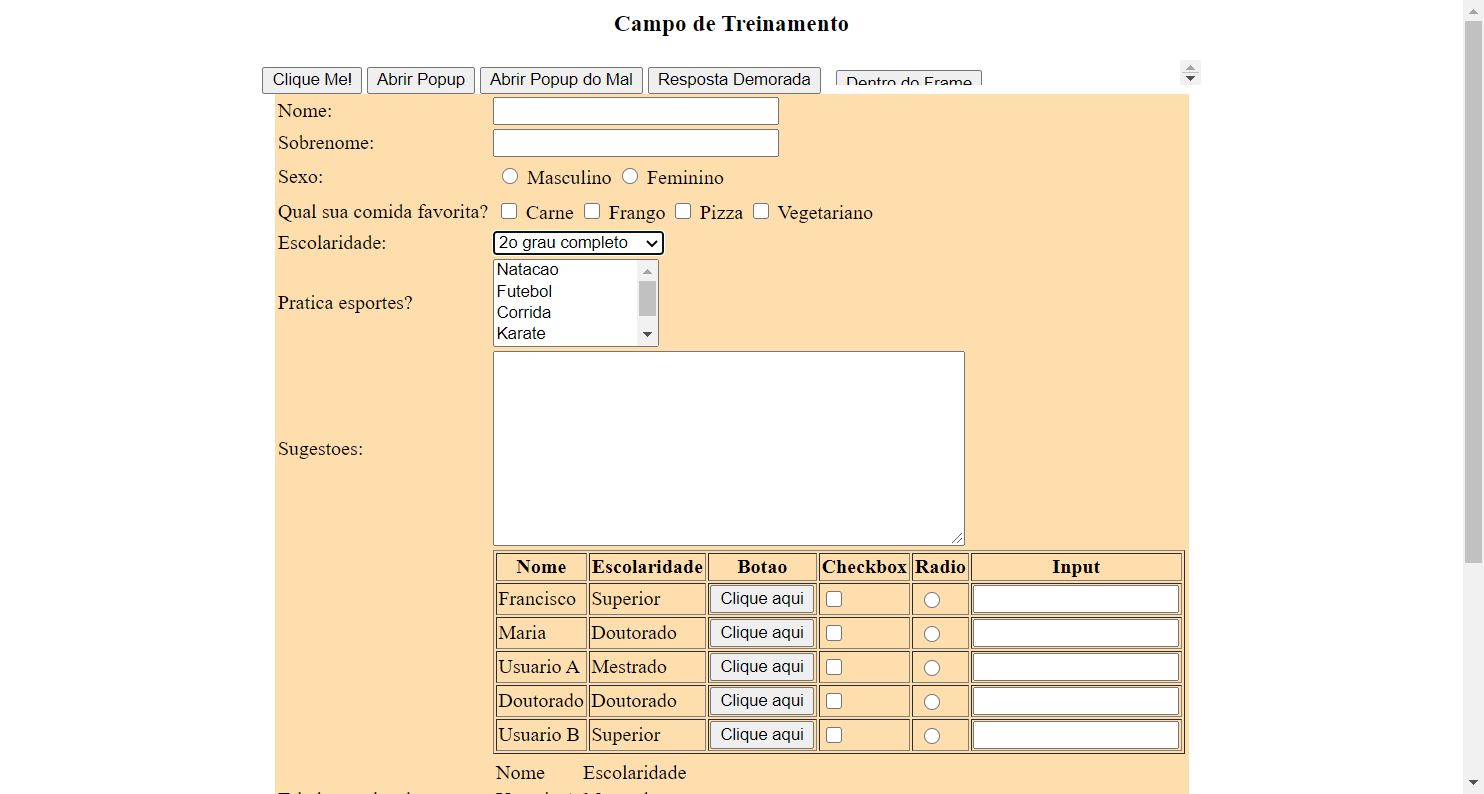 Campo de Treinamento
Clique Me! Abrir Popup Abrir Popup do Mal Resposta Demorada Dentro do Frame
Nome:
Sobrenome:
Sexo: Masculino Feminino
Qual sua comida favorita? Carne Frango Pizza Vegetariano
Escolaridade: 2o grau completo
Natacao
Futebol
Pratica esportes?
Corrida
Karate
Sugestoes:
Nome Escolaridade Botao Checkbox Radio Input
Francisco Superior Clique aqui
Maria Doutorado Clique aqui
Usuario A Mestrado Clique aqui
Doutorado Doutorado Clique aqui
Usuario B Superior Clique aqui
Nome Escolaridade